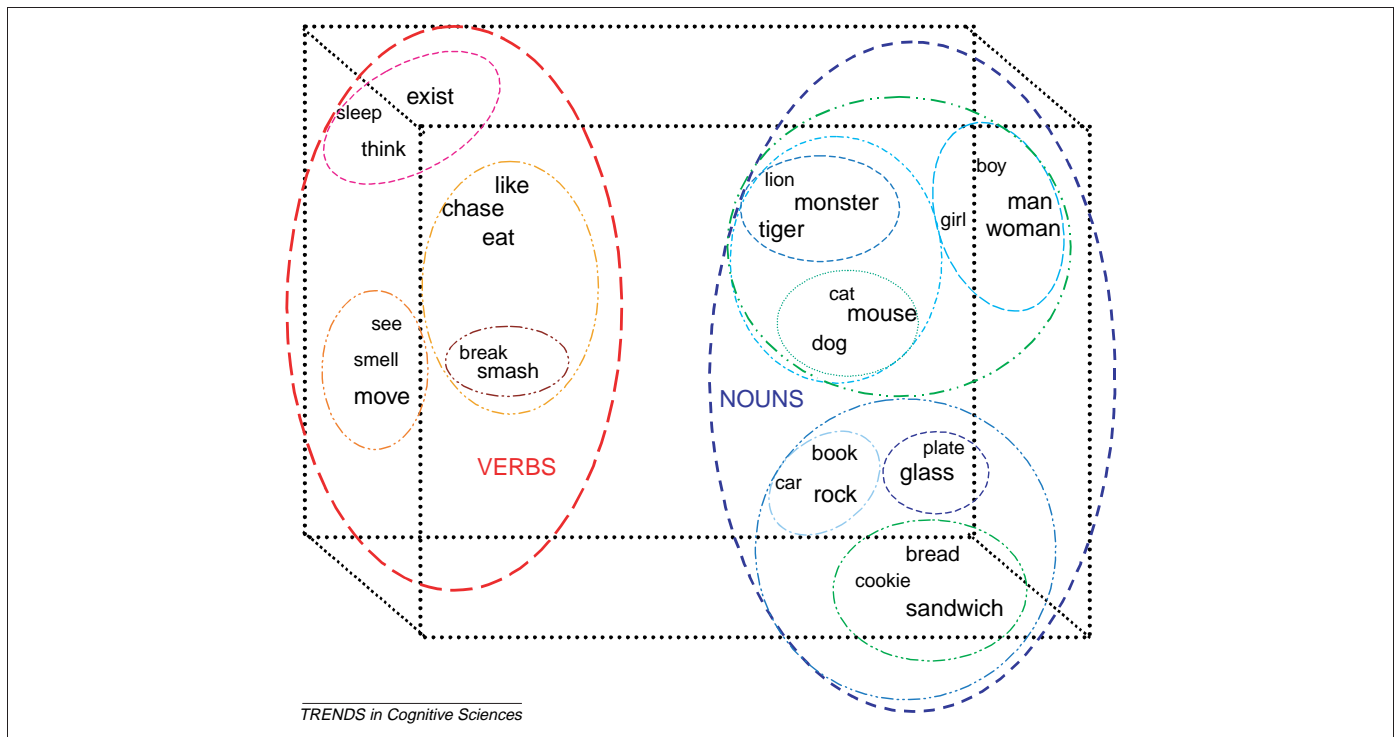 exist
sleep
think
like
chase
eat
see
smell
move
break
smash
VERBS
lion
monster
tiger
boy
man
girl
woman
cat
mouse
dog
NOUNS
book
car
rock
plate
glass
bread
cookie
sandwich
TRENDS in Cognitive Sciences